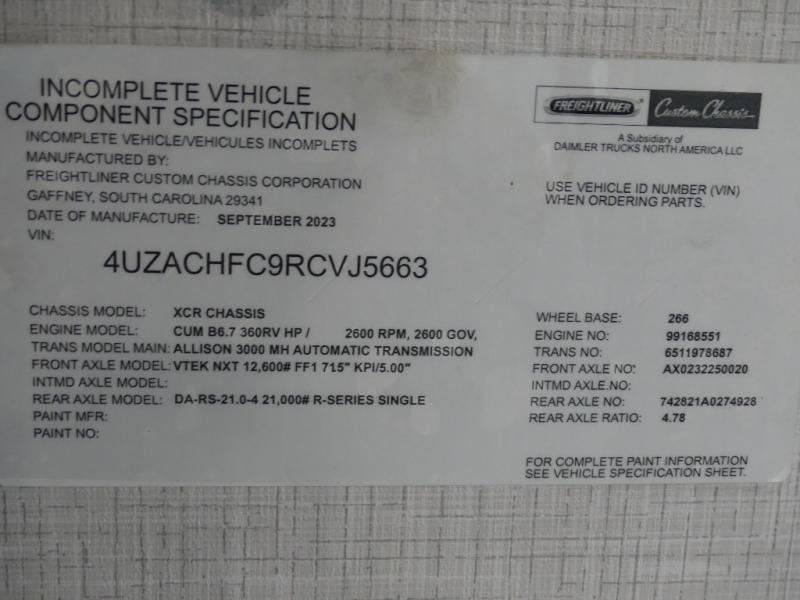 INCOMPLETE VEHICLE
COMPONENT SPECIFICATION
INCOMPLETE VEHICLE/VEHICULES INCOMPLETS
MANUFACTURED BY:
FREIGHTLINER CUSTOM CHASSIS CORPORATION
GAFFNEY, SOUTH CAROLINA 29341
DATE OF MANUFACTURE: SEPTEMBER 2023
VIN:
4UZACHFC9RCVJ5663
FREIGHTLINER Custom Chassis
A Subsidiary of
DAIMLER TRUCKS NORTH AMERICA LLC
USE VEHICLE ID NUMBER (VIN)
WHEN ORDERING PARTS.
CHASSIS MODEL: XCR CHASSIS
ENGINE MODEL: CUM B6.7 360RV HP / 2600 RPM, 2600 GOV,
TRANS MODEL MAIN: ALLISON 3000 MH AUTOMATIC TRANSMISSION
FRONT AXLE MODEL: VTEK NXT 12,600# FF1 71.5" KPI/5.00"
INTMD AXLE MODEL:
REAR AXLE MODEL: DA-RS-21.0-4 21,000# R-SERIES SINGLE
PAINT MFR:
PAINT NO:
WHEEL BASE: 266
ENGINE NO: 99168551
TRANS NO: 6511978687
FRONT AXLE NO: AX0232250020
INTMD AXLE.NO:
REAR AXLE NO: 742821A0274928
REAR AXLE RATIO: 4.78
FOR COMPLETE PAINT INFORMATION
SEE VEHICLE SPECIFICATION SHEET.